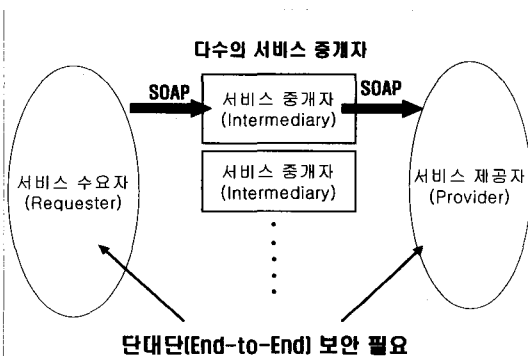 다수의 서비스 중개자
SOAP
서비스 중개자
(Intermediary)
SOAP
서비스 중개자
(Intermediary)
서비스 수요자
(Requester)
서비스 제공자
(Provider)
단대단(End-to-End) 보안 필요